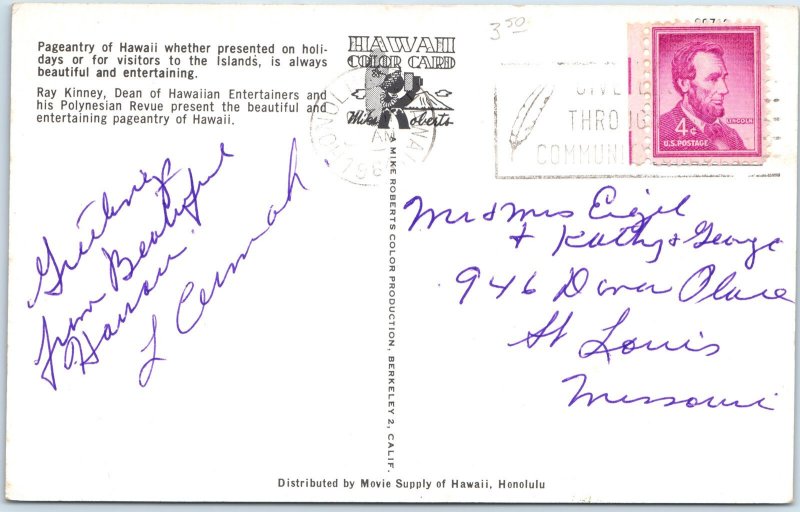 Pageantry of Hawaii whether presented on holi-
days or for visitors to the Islands, is always
beautiful and entertaining.
Ray Kinney, Dean of Hawaiian Entertainers and
his Polynesian Revue present the beautiful and
entertaining pageantry of Hawaii.
HAWAII
COLOR CARD
Mike Roberts
3 50
THROUG
COMMUNI
4¢
LINCOLN
U.S. POSTAGE
Greetings
from Beautiful
Hawaii.
L
A MIKE ROBERTS COLOR PRODUCTION, BERKELEY 2, CALIF.
Mr & Mrs Eigel
+ Kathy & George
946 Dover Place
St Louis
Missouri
Distributed by Movie Supply of Hawaii, Honolulu